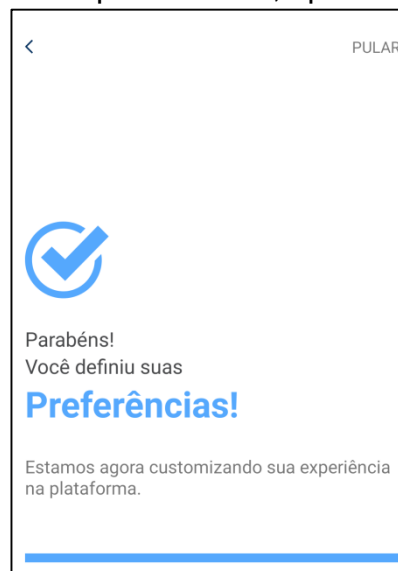 PULAR
Parabéns!
Você definiu suas
Preferências!
Estamos agora customizando sua experiência
na plataforma.